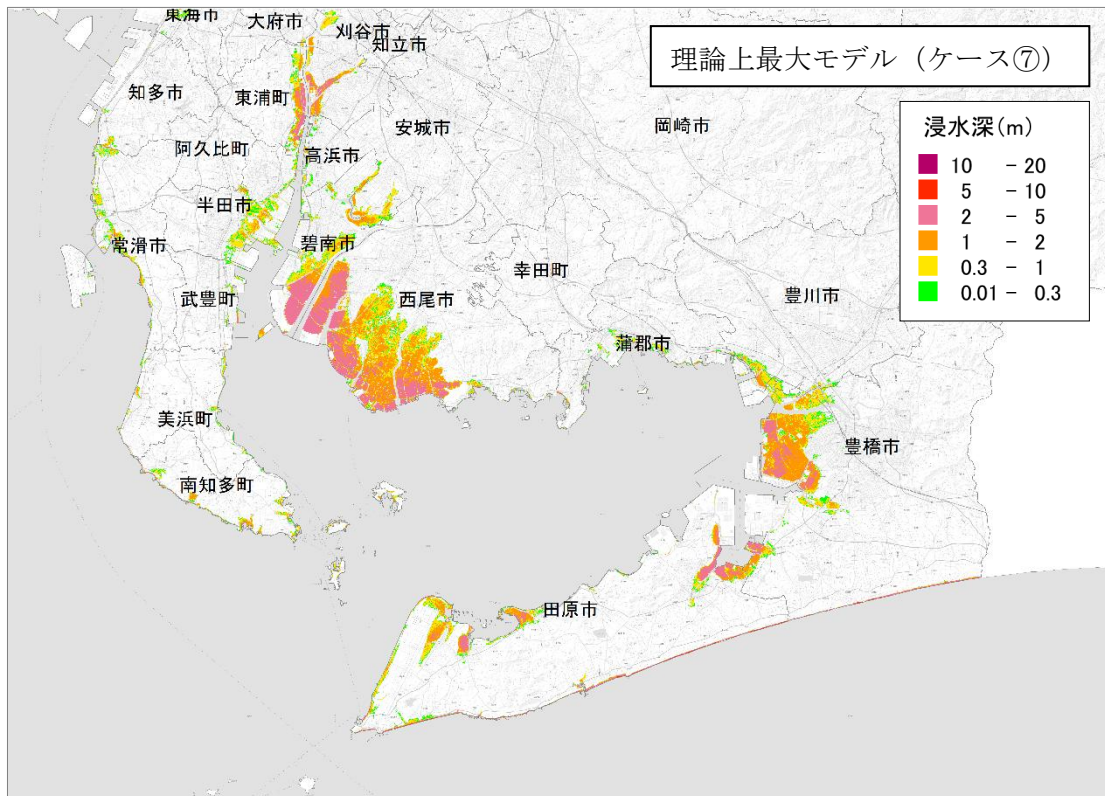 東海市
大府市
刈谷市
知立市
理論上最大モデル（ケース⑦）
知多市
東浦町
安城市
岡崎市
浸水深(m)
10 － 20
5 － 10
2 － 5
1 － 2
0.3 － 1
0.01 － 0.3
阿久比町
高浜市
半田市
常滑市
碧南市
武豊町
西尾市
幸田町
豊川市
蒲郡市
美浜町
豊橋市
南知多町
田原市